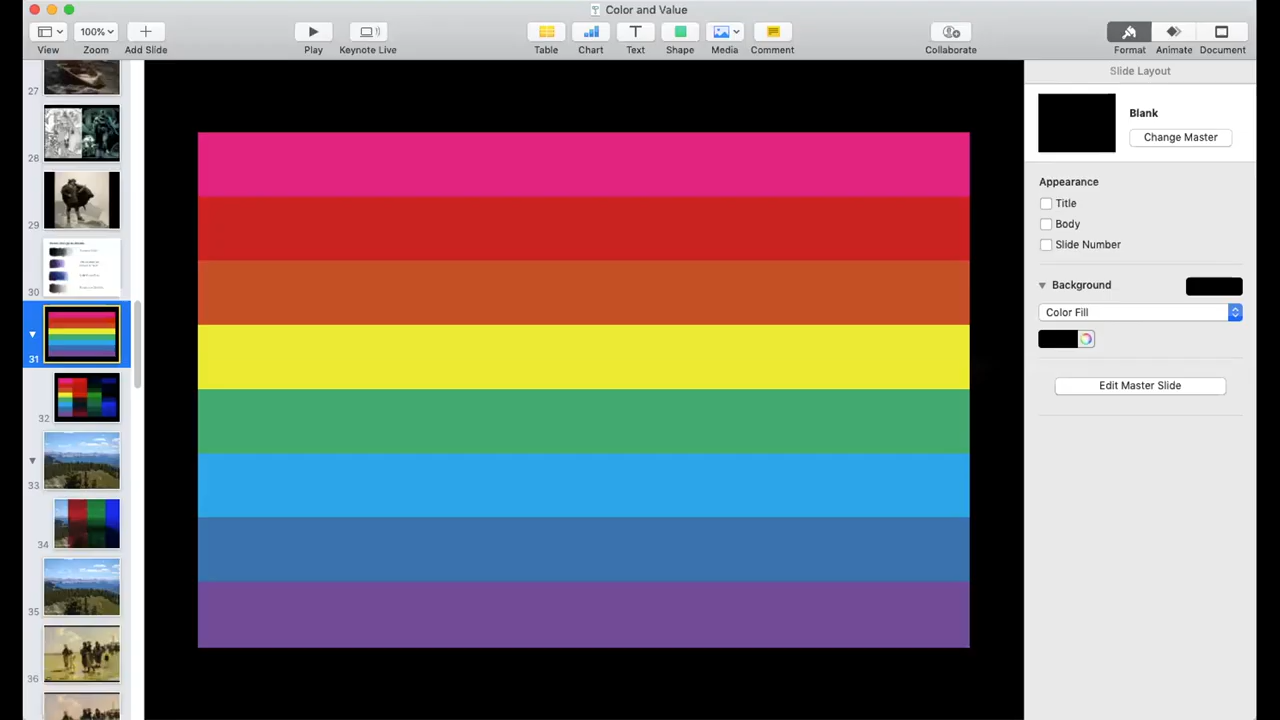 Color and Value
100%
View
Zoom
Add Slide
Play
Keynote Live
Table
Chart
Text
Shape
Media
Comment
Collaborate
Format
Animate
Document
27
28
29
30
31
32
33
34
35
36
Slide Layout
Blank
Change Master
Appearance
Title
Body
Slide Number
Background
Color Fill
Edit Master Slide